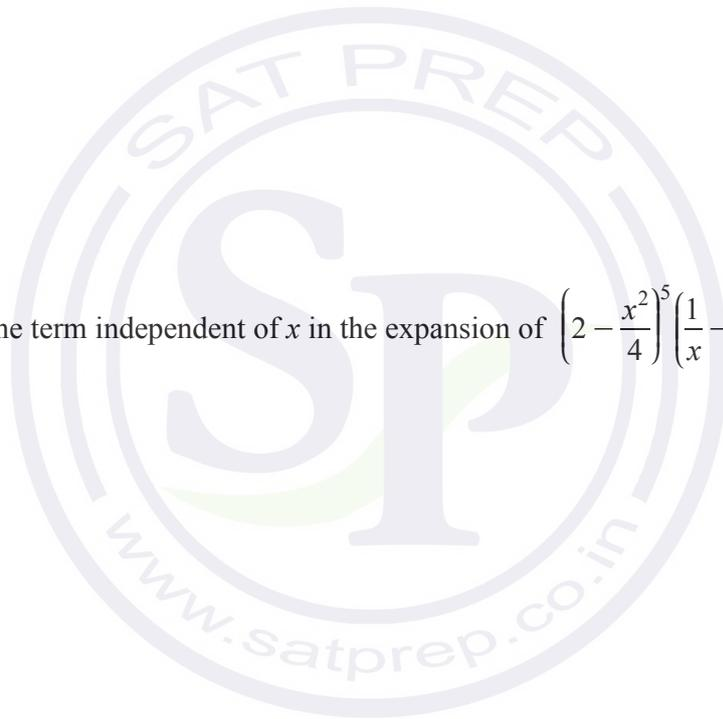 SAT PREP
SP
ne term independent of x in the expansion of (2 − x²/4)⁵ (1/x −
www.satprep.co.in